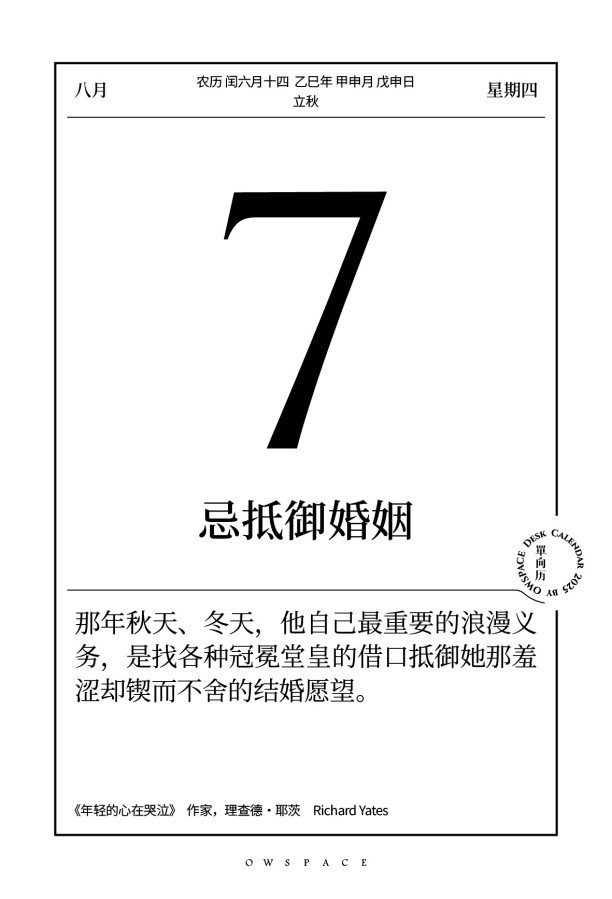 八月
农历 闰六月十四 乙巳年 甲申月 戊申日
立秋
星期四
7
忌抵御婚姻
OWSPACE DESK CALENDAR 2025 BY
單向历
那年秋天、冬天，他自己最重要的浪漫义
务，是找各种冠冕堂皇的借口抵御她那羞
涩却锲而不舍的结婚愿望。
《年轻的心在哭泣》 作家，理查德·耶茨 Richard Yates
OWSPACE